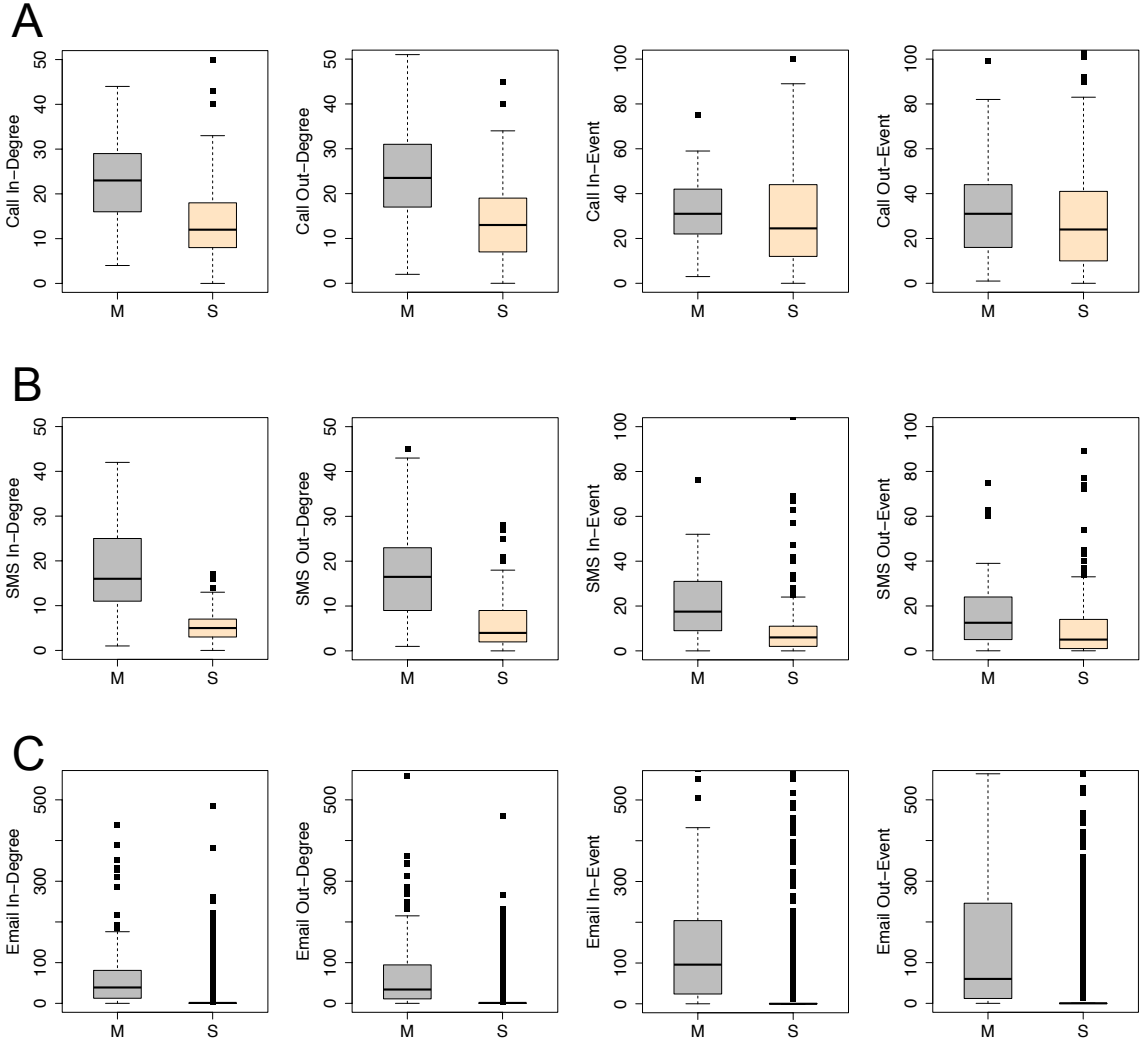 A
Call In−Degree
0 10 20 30 40 50
M S
Call Out−Degree
0 10 20 30 40 50
M S
Call In−Event
0 20 40 60 80 100
M S
Call Out−Event
0 20 40 60 80 100
M S
B
SMS In−Degree
0 10 20 30 40 50
M S
SMS Out−Degree
0 10 20 30 40 50
M S
SMS In−Event
0 20 40 60 80 100
M S
SMS Out−Event
0 20 40 60 80 100
M S
C
Email In−Degree
0 100 300 500
M S
Email Out−Degree
0 100 300 500
M S
Email In−Event
0 100 300 500
M S
Email Out−Event
0 100 300 500
M S